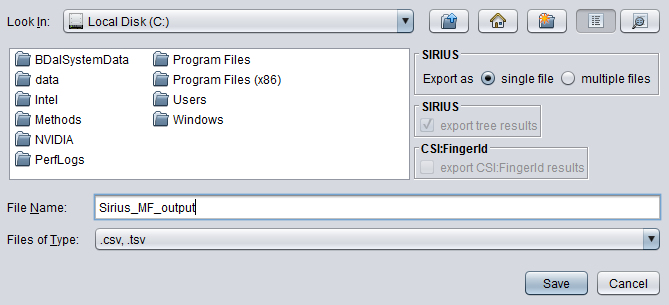 Look In: Local Disk (C:)
BDalSystemData
data
Intel
Methods
NVIDIA
PerfLogs
Program Files
Program Files (x86)
Users
Windows
SIRIUS
Export as single file multiple files
SIRIUS
export tree results
CSI:FingerId
export CSI:FingerId results
File Name: Sirius_MF_output
Files of Type: .csv, .tsv
Save Cancel